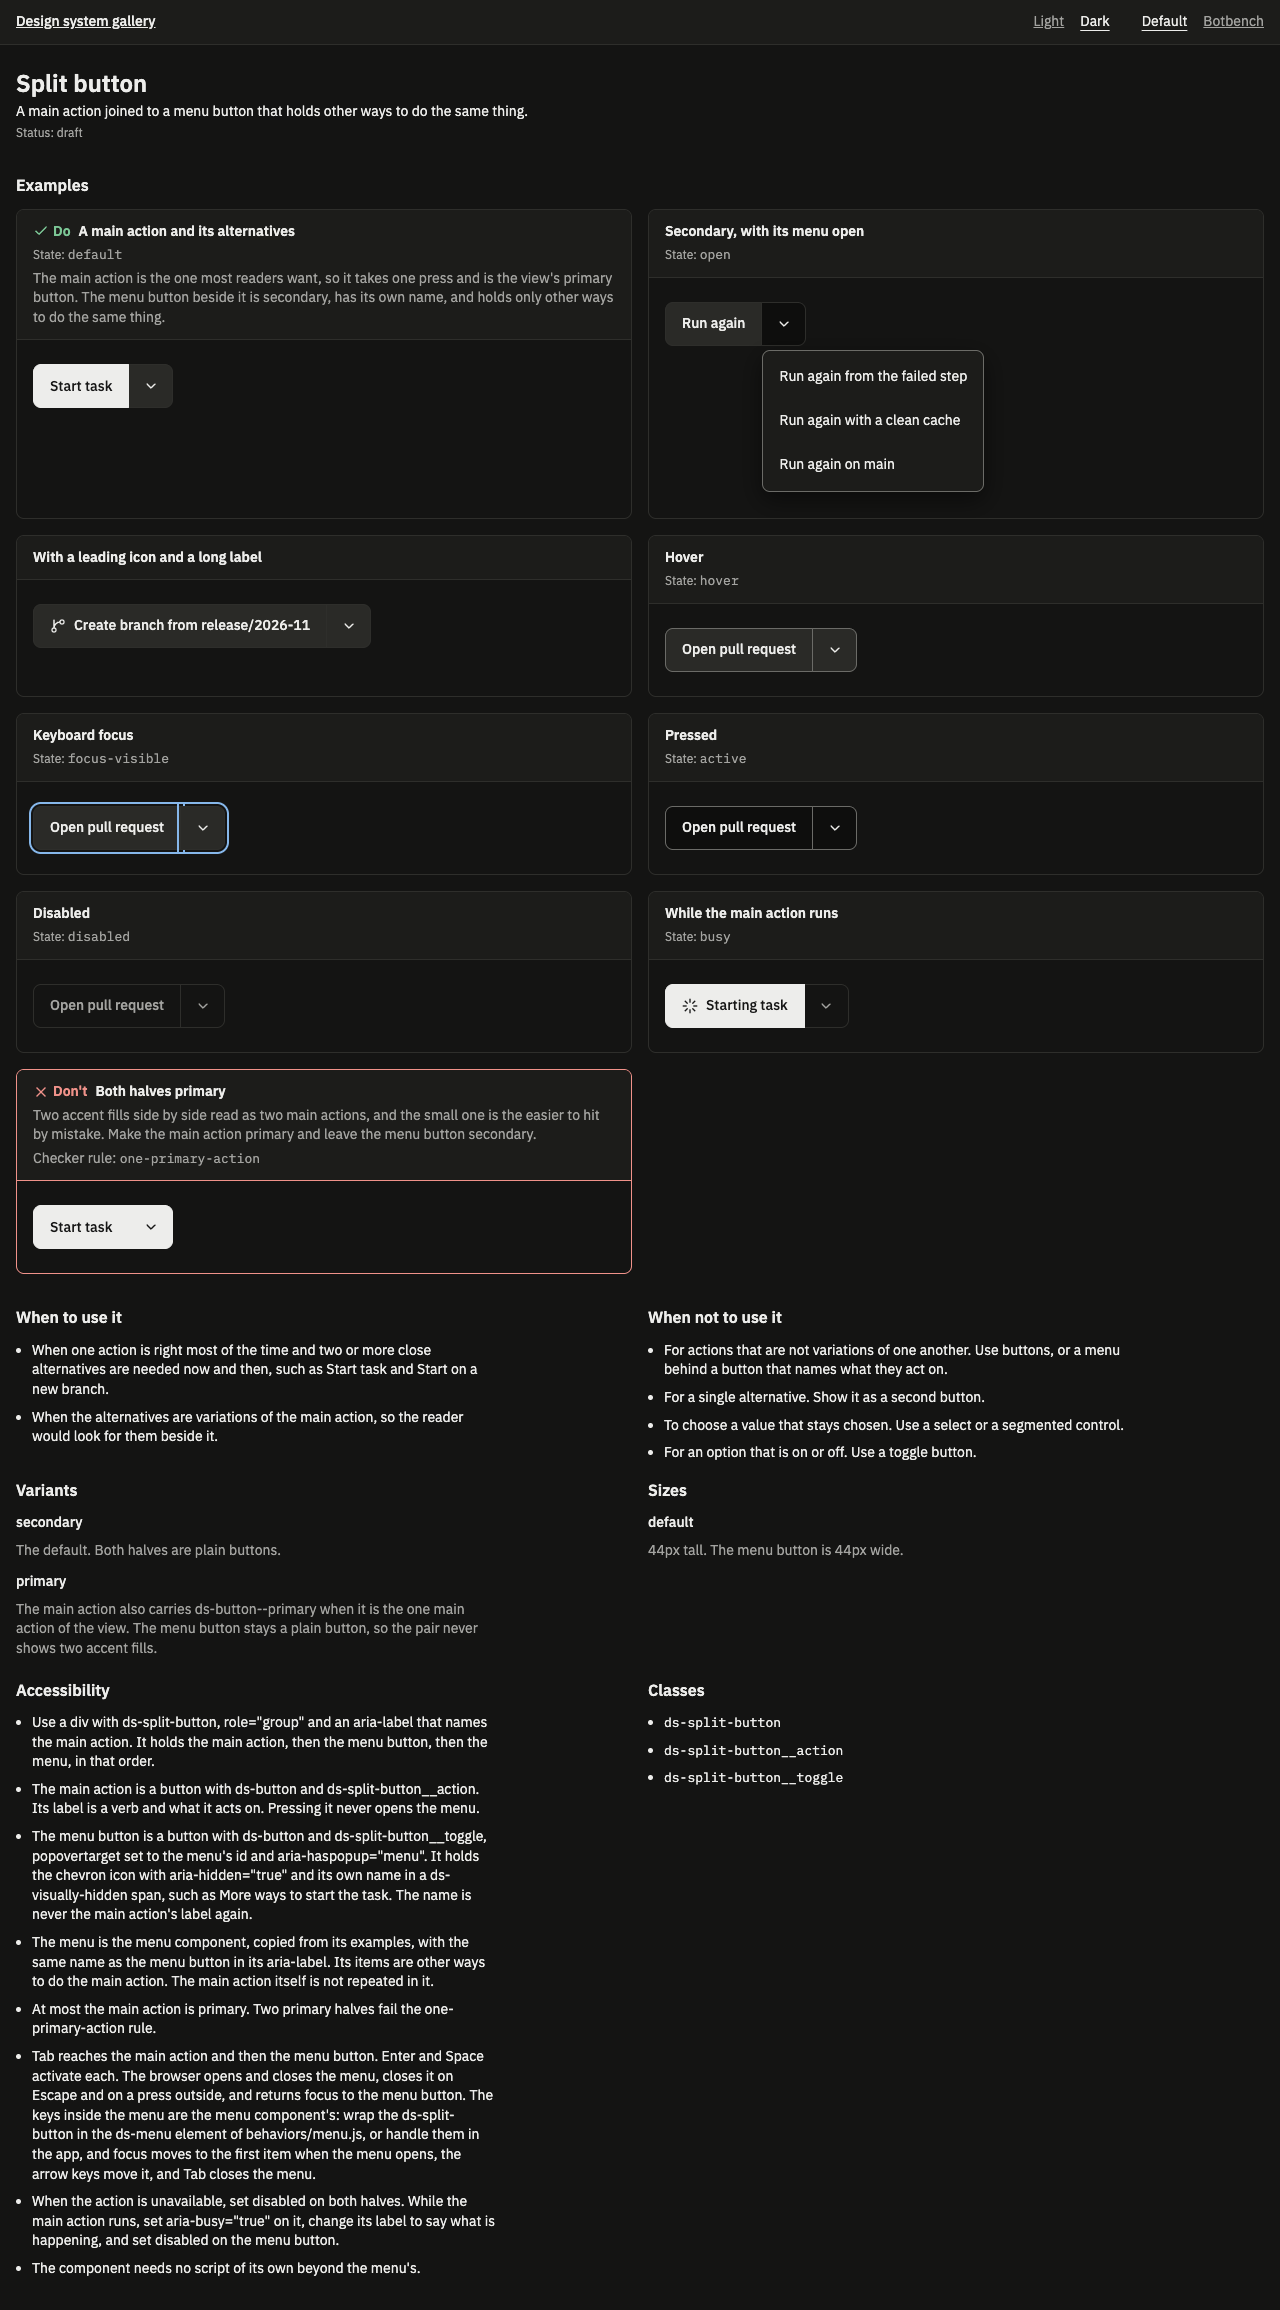 Design system gallery
Light Dark Default Botbench
Split button
A main action joined to a menu button that holds other ways to do the same thing.
Status: draft
Examples
Do A main action and its alternatives
State: default
The main action is the one most readers want, so it takes one press and is the view's primary
button. The menu button beside it is secondary, has its own name, and holds only other ways
to do the same thing.
Start task
Secondary, with its menu open
State: open
Run again
Run again from the failed step
Run again with a clean cache
Run again on main
With a leading icon and a long label
Create branch from release/2026-11
Hover
State: hover
Open pull request
Keyboard focus
State: focus-visible
Open pull request
Pressed
State: active
Open pull request
Disabled
State: disabled
Open pull request
While the main action runs
State: busy
Starting task
Don't Both halves primary
Two accent fills side by side read as two main actions, and the small one is the easier to hit
by mistake. Make the main action primary and leave the menu button secondary.
Checker rule: one-primary-action
Start task
When to use it
When one action is right most of the time and two or more close
alternatives are needed now and then, such as Start task and Start on a
new branch.
When the alternatives are variations of the main action, so the reader
would look for them beside it.
When not to use it
For actions that are not variations of one another. Use buttons, or a menu
behind a button that names what they act on.
For a single alternative. Show it as a second button.
To choose a value that stays chosen. Use a select or a segmented control.
For an option that is on or off. Use a toggle button.
Variants
secondary
The default. Both halves are plain buttons.
primary
The main action also carries ds-button--primary when it is the one main
action of the view. The menu button stays a plain button, so the pair never
shows two accent fills.
Sizes
default
44px tall. The menu button is 44px wide.
Accessibility
Use a div with ds-split-button, role="group" and an aria-label that names
the main action. It holds the main action, then the menu button, then the
menu, in that order.
The main action is a button with ds-button and ds-split-button__action.
Its label is a verb and what it acts on. Pressing it never opens the menu.
The menu button is a button with ds-button and ds-split-button__toggle,
popovertarget set to the menu's id and aria-haspopup="menu". It holds
the chevron icon with aria-hidden="true" and its own name in a ds-
visually-hidden span, such as More ways to start the task. The name is
never the main action's label again.
The menu is the menu component, copied from its examples, with the
same name as the menu button in its aria-label. Its items are other ways
to do the main action. The main action itself is not repeated in it.
At most the main action is primary. Two primary halves fail the one-
primary-action rule.
Tab reaches the main action and then the menu button. Enter and Space
activate each. The browser opens and closes the menu, closes it on
Escape and on a press outside, and returns focus to the menu button. The
keys inside the menu are the menu component's: wrap the ds-split-
button in the ds-menu element of behaviors/menu.js, or handle them in
the app, and focus moves to the first item when the menu opens, the
arrow keys move it, and Tab closes the menu.
When the action is unavailable, set disabled on both halves. While the
main action runs, set aria-busy="true" on it, change its label to say what is
happening, and set disabled on the menu button.
The component needs no script of its own beyond the menu's.
Classes
ds-split-button
ds-split-button__action
ds-split-button__toggle